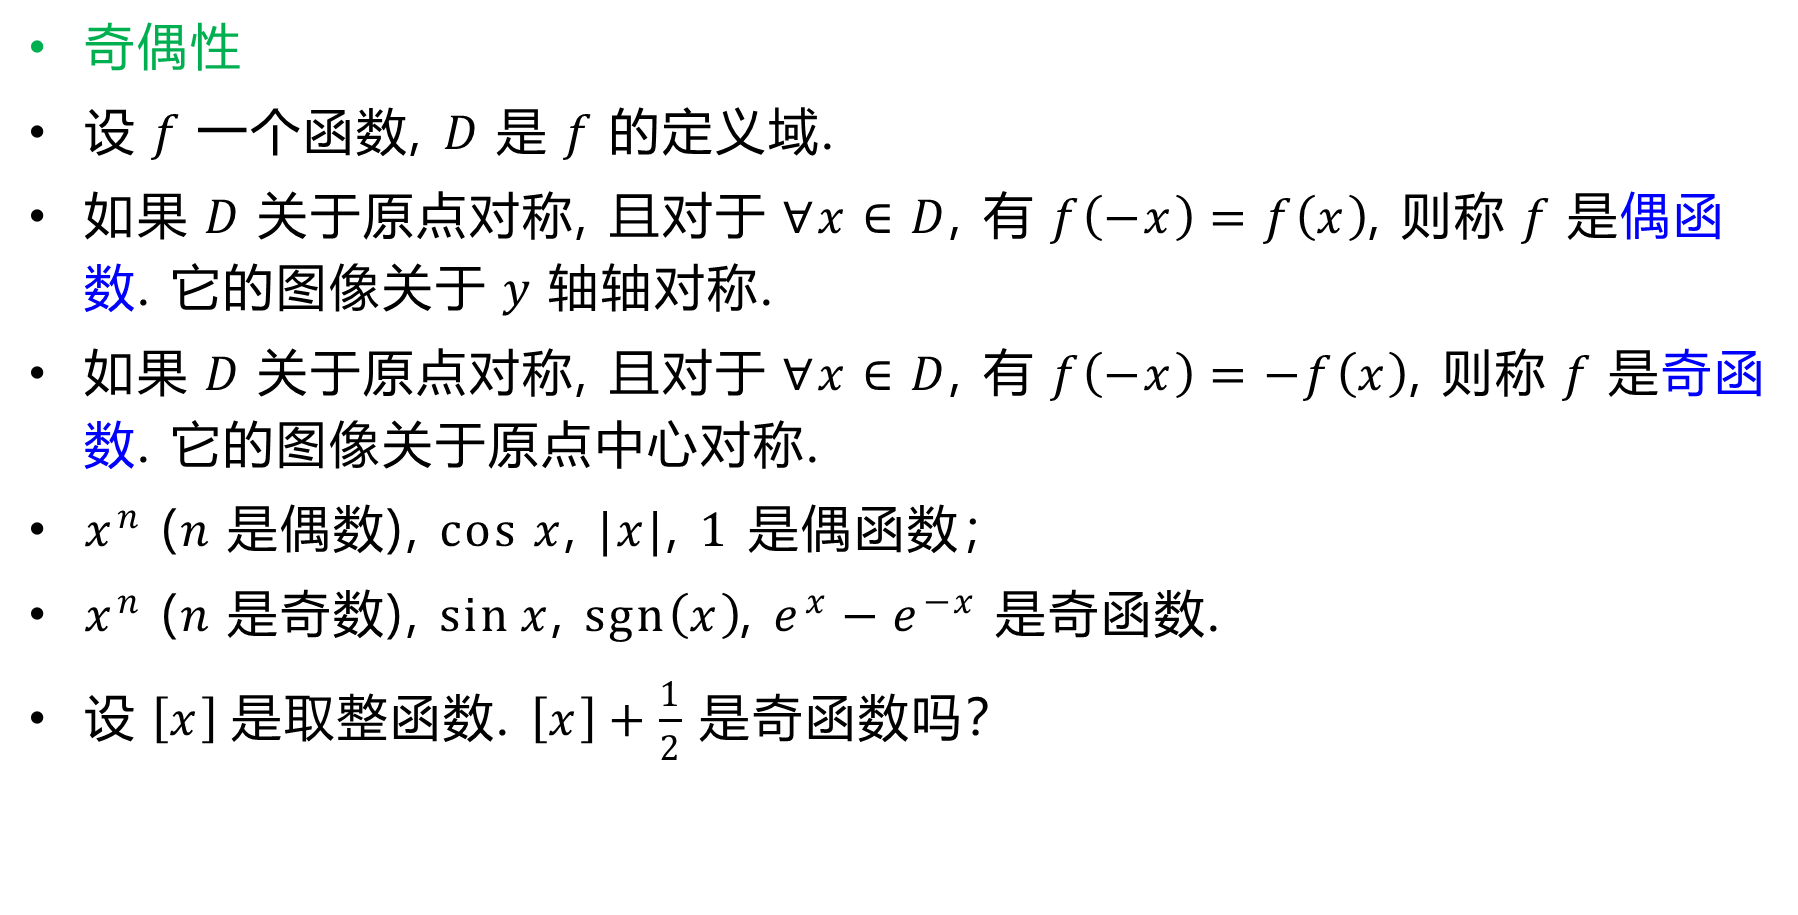 • 奇偶性
• 设 f 一个函数, D 是 f 的定义域.
• 如果 D 关于原点对称, 且对于 ∀x ∈ D, 有 f(−x) = f(x), 则称 f 是偶函
数. 它的图像关于 y 轴轴对称.
• 如果 D 关于原点对称, 且对于 ∀x ∈ D, 有 f(−x) = −f(x), 则称 f 是奇函
数. 它的图像关于原点中心对称.
• xⁿ (n 是偶数), cos x, |x|, 1 是偶函数;
• xⁿ (n 是奇数), sin x, sgn(x), eˣ − e⁻ˣ 是奇函数.
• 设 [x] 是取整函数. [x] + 1/2 是奇函数吗?